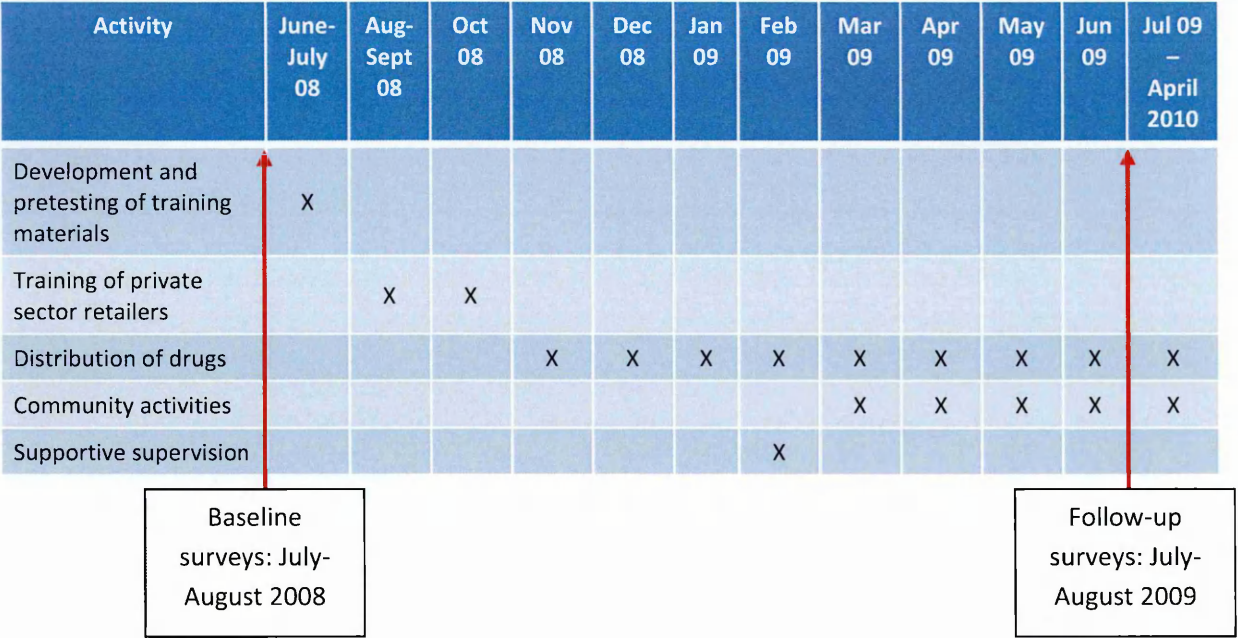 Activity
June-
July
08
Aug-
Sept
08
Oct
08
Nov
08
Dec
08
Jan
09
Feb
09
Mar
09
Apr
09
May
09
Jun
09
Jul 09
–
April
2010
Development and
pretesting of training
materials
X
Training of private
sector retailers
X X
Distribution of drugs
X X X X X X X X X
Community activities
X X X X X
Supportive supervision
X
Baseline
surveys: July-
August 2008
Follow-up
surveys: July-
August 2009